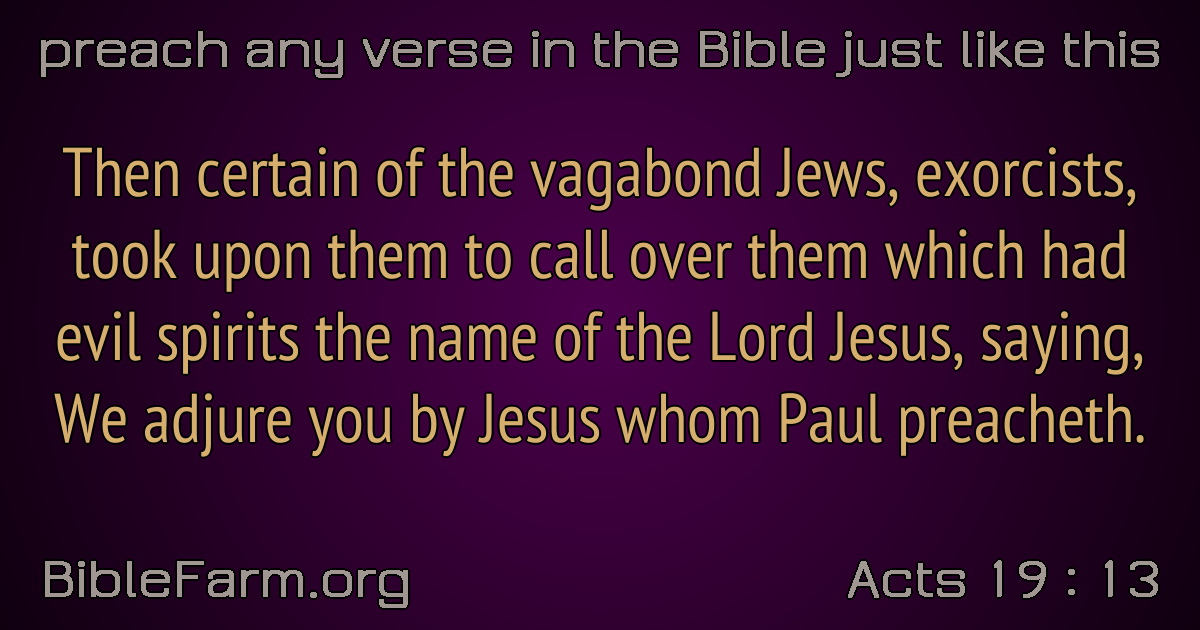 preach any verse in the Bible just like this
Then certain of the vagabond Jews, exorcists,
took upon them to call over them which had
evil spirits the name of the Lord Jesus, saying,
We adjure you by Jesus whom Paul preacheth.
BibleFarm.org
Acts 19 : 13